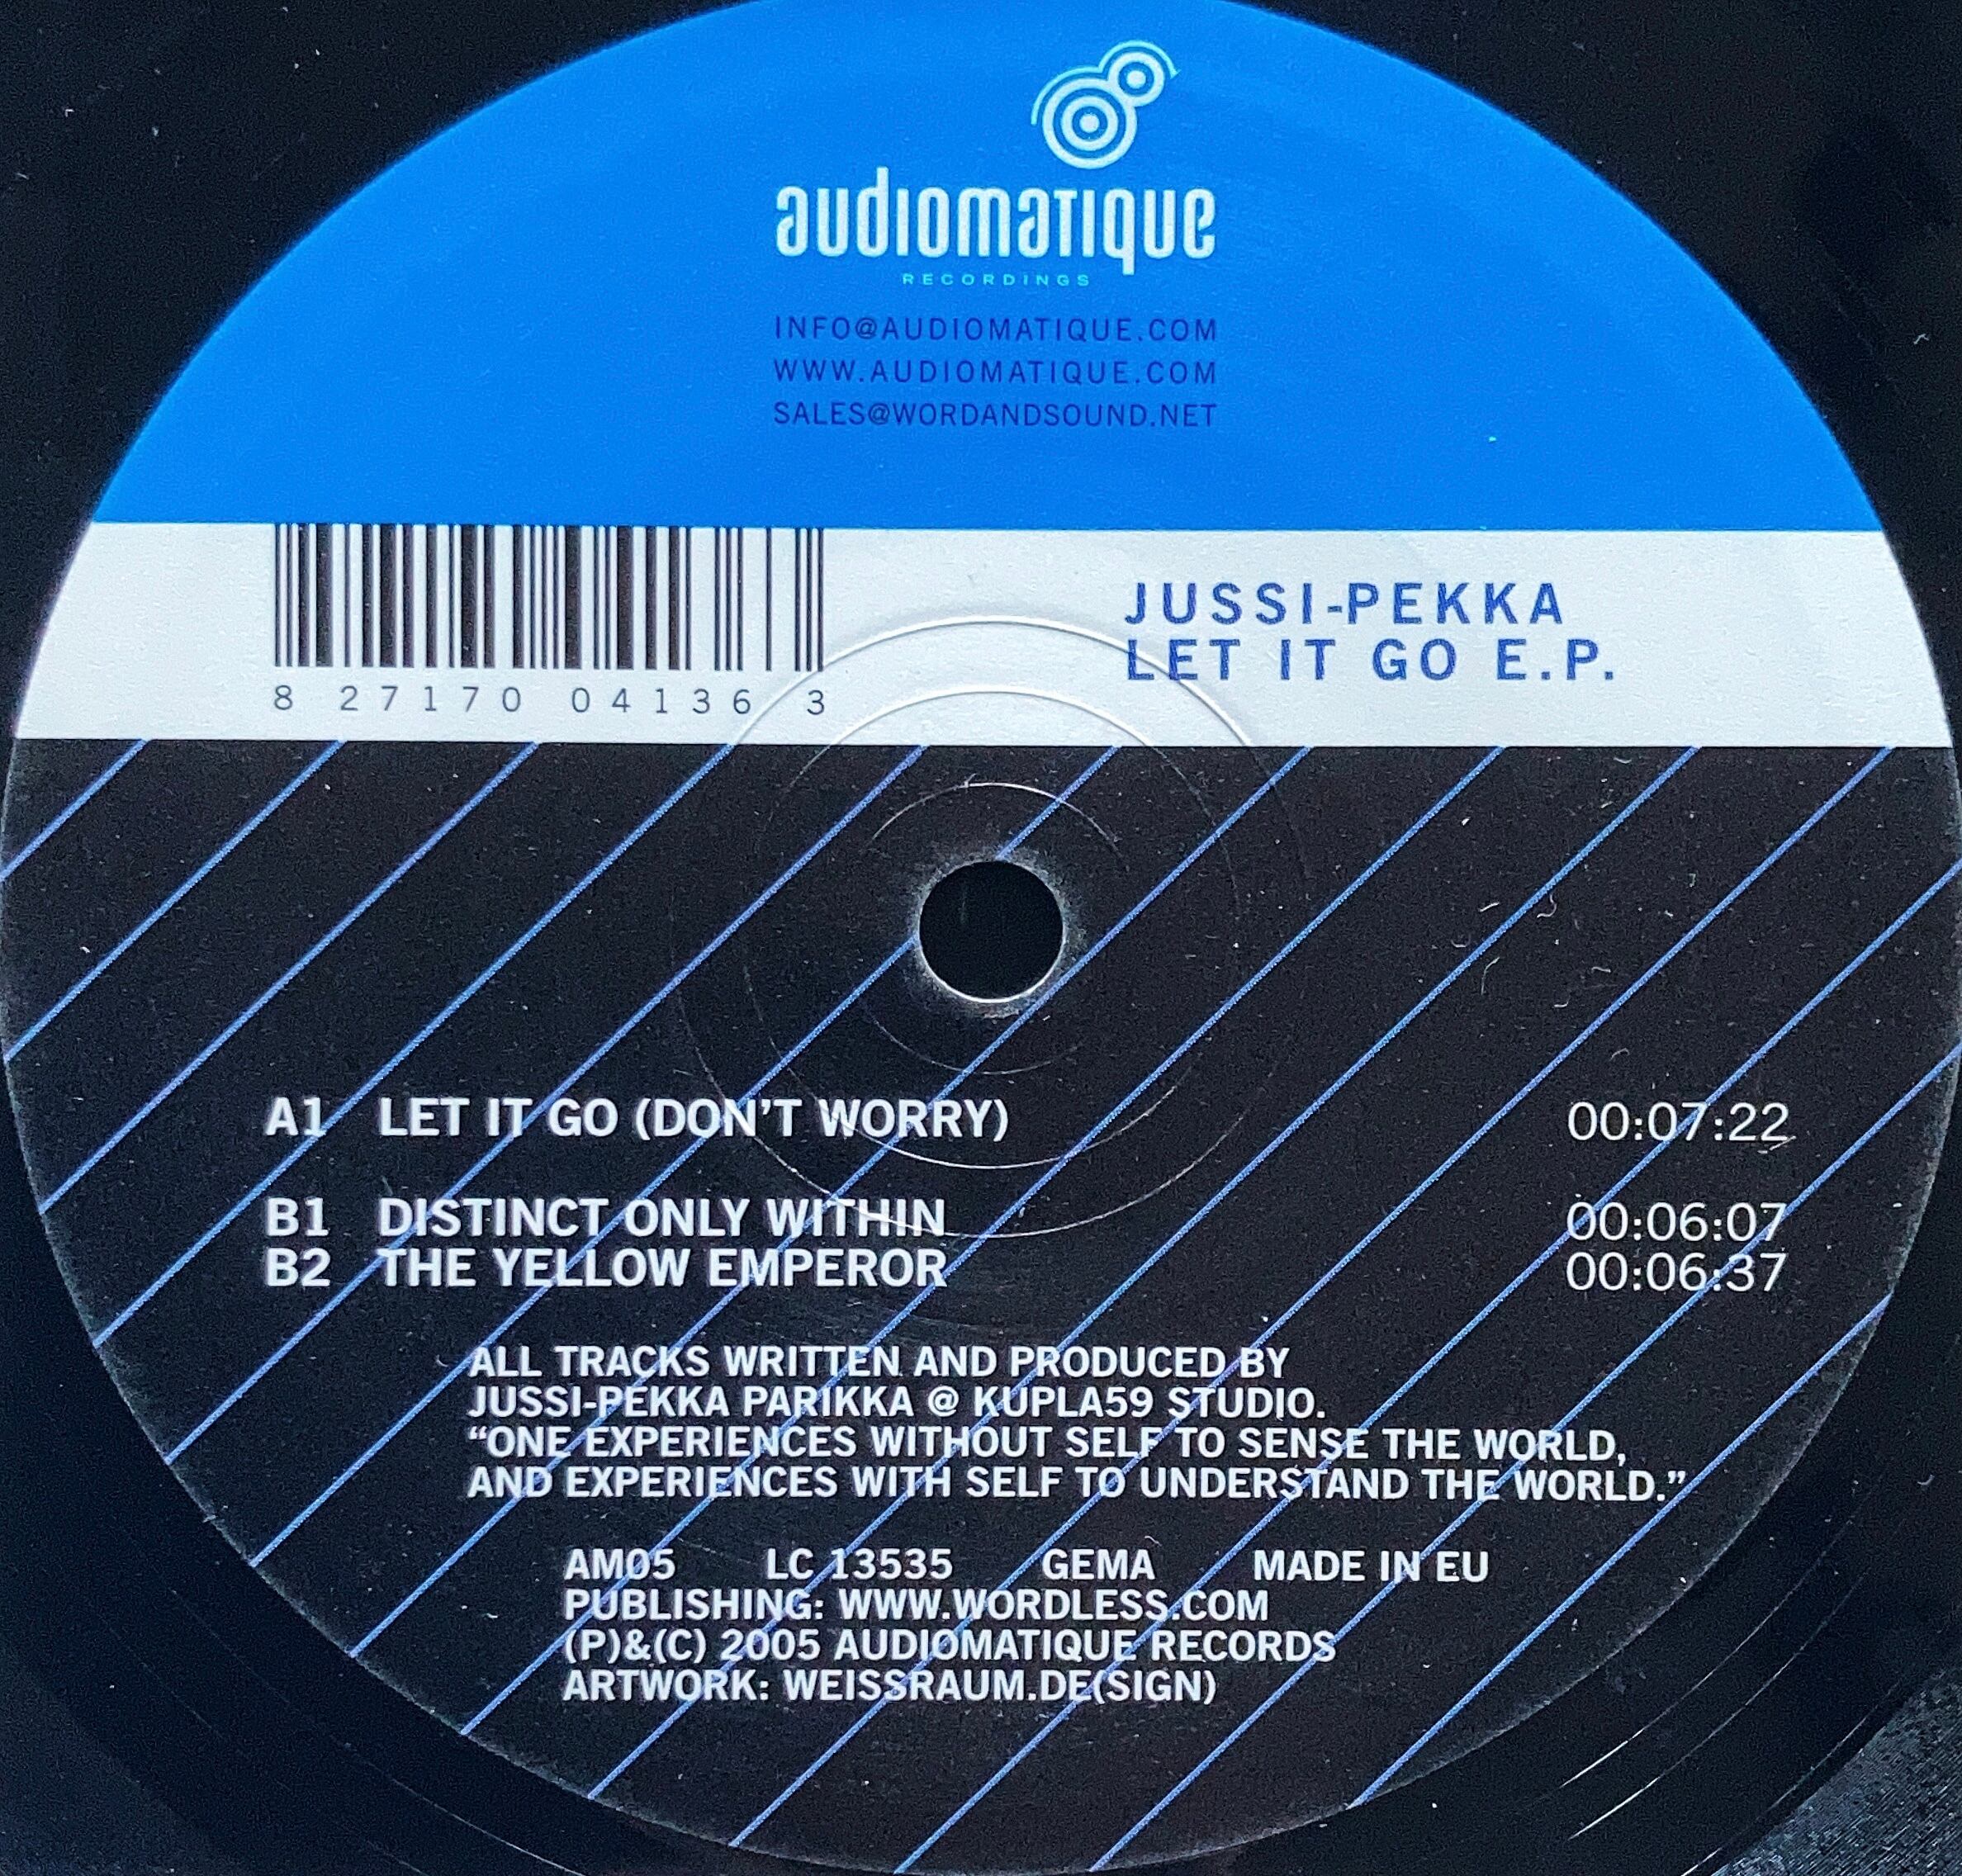 audiomatique
RECORDINGS
INFO@AUDIOMATIQUE.COM
WWW.AUDIOMATIQUE.COM
SALES@WORDANDSOUND.NET
8 27170 04136 3
JUSSI-PEKKA
LET IT GO E.P.
A1 LET IT GO (DON'T WORRY) 00:07:22
B1 DISTINCT ONLY WITHIN 00:06:07
B2 THE YELLOW EMPEROR 00:06:37
ALL TRACKS WRITTEN AND PRODUCED BY
JUSSI-PEKKA PARIKKA @ KUPLA59 STUDIO.
“ONE EXPERIENCES WITHOUT SELF TO SENSE THE WORLD,
AND EXPERIENCES WITH SELF TO UNDERSTAND THE WORLD.”
AM05 LC 13535 GEMA MADE IN EU
PUBLISHING: WWW.WORDLESS.COM
(P)&(C) 2005 AUDIOMATIQUE RECORDS
ARTWORK: WEISSRAUM.DE(SIGN)